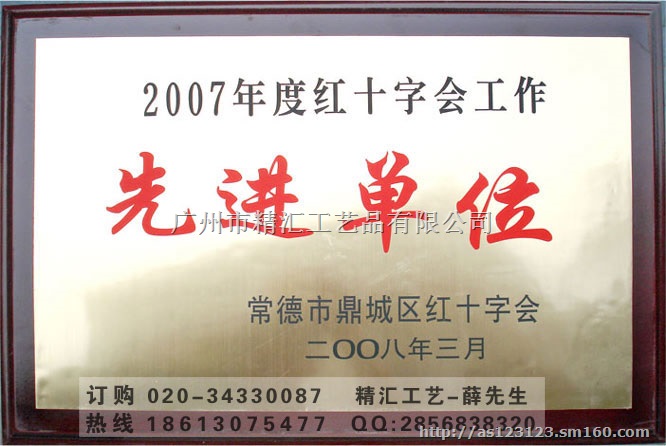 2007年度红十字会工作
先进单位
广州市精汇工艺品有限公司
常德市鼎城区红十字会
二OO八年三月
订购 020-34330087 精汇工艺-薛先生
热线 18613075477 QQ:2856838320
http://as123123.sm160.com/